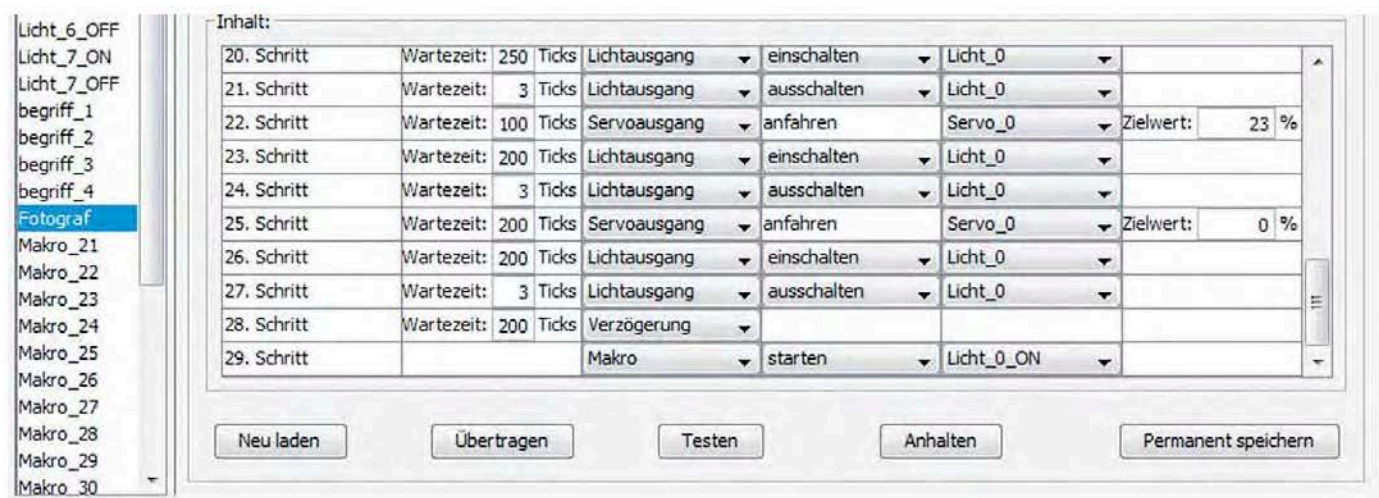 Licht_6_OFF
Licht_7_ON
Licht_7_OFF
begriff_1
begriff_2
begriff_3
begriff_4
Fotograf
Makro_21
Makro_22
Makro_23
Makro_24
Makro_25
Makro_26
Makro_27
Makro_28
Makro_29
Makro_30
Inhalt:
20. Schritt Wartezeit: 250 Ticks Lichtausgang einschalten Licht_0
21. Schritt Wartezeit: 3 Ticks Lichtausgang ausschalten Licht_0
22. Schritt Wartezeit: 100 Ticks Servoausgang anfahren Servo_0 Zielwert: 23 %
23. Schritt Wartezeit: 200 Ticks Lichtausgang einschalten Licht_0
24. Schritt Wartezeit: 3 Ticks Lichtausgang ausschalten Licht_0
25. Schritt Wartezeit: 200 Ticks Servoausgang anfahren Servo_0 Zielwert: 0 %
26. Schritt Wartezeit: 200 Ticks Lichtausgang einschalten Licht_0
27. Schritt Wartezeit: 3 Ticks Lichtausgang ausschalten Licht_0
28. Schritt Wartezeit: 200 Ticks Verzögerung
29. Schritt Makro starten Licht_0_ON
Neu laden Übertragen Testen Anhalten Permanent speichern